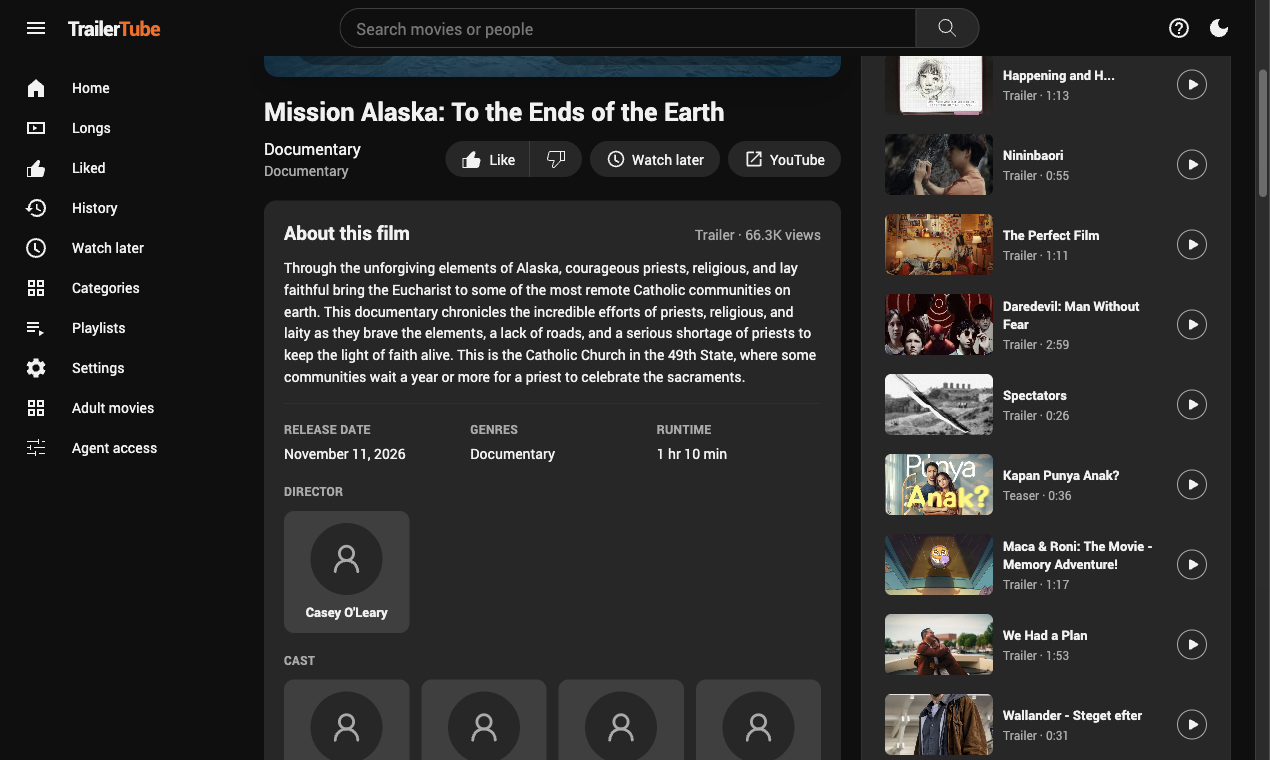 TrailerTube
Search movies or people
Home
Longs
Liked
History
Watch later
Categories
Playlists
Settings
Adult movies
Agent access
Mission Alaska: To the Ends of the Earth
Documentary
Documentary
Like
Watch later
YouTube
About this film
Trailer · 66.3K views
Through the unforgiving elements of Alaska, courageous priests, religious, and lay
faithful bring the Eucharist to some of the most remote Catholic communities on
earth. This documentary chronicles the incredible efforts of priests, religious, and
laity as they brave the elements, a lack of roads, and a serious shortage of priests to
keep the light of faith alive. This is the Catholic Church in the 49th State, where some
communities wait a year or more for a priest to celebrate the sacraments.
RELEASE DATE
November 11, 2026
GENRES
Documentary
RUNTIME
1 hr 10 min
DIRECTOR
Casey O'Leary
CAST
Happening and H...
Trailer · 1:13
Nininbaori
Trailer · 0:55
The Perfect Film
Trailer · 1:11
Daredevil: Man Without
Fear
Trailer · 2:59
Spectators
Trailer · 0:26
Punya
Anak?
Kapan Punya Anak?
Teaser · 0:36
Maca & Roni: The Movie -
Memory Adventure!
Trailer · 1:17
We Had a Plan
Trailer · 1:53
Wallander - Steget efter
Trailer · 0:31